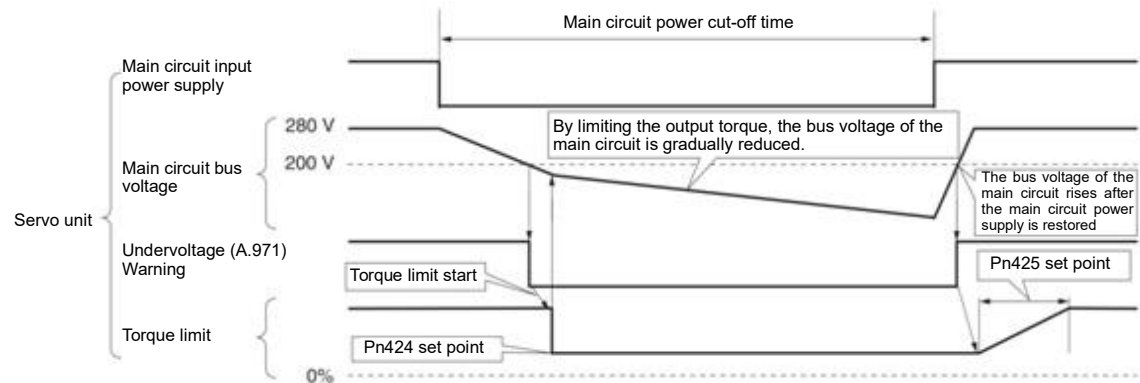 Main circuit power cut-off time
Main circuit input
power supply
280 V
200 V
Main circuit bus
voltage
By limiting the output torque, the bus voltage of the
main circuit is gradually reduced.
The bus voltage of the
main circuit rises after
the main circuit power
supply is restored
Servo unit
Undervoltage (A.971)
Warning
Torque limit start
Pn425 set point
Torque limit
Pn424 set point
0%